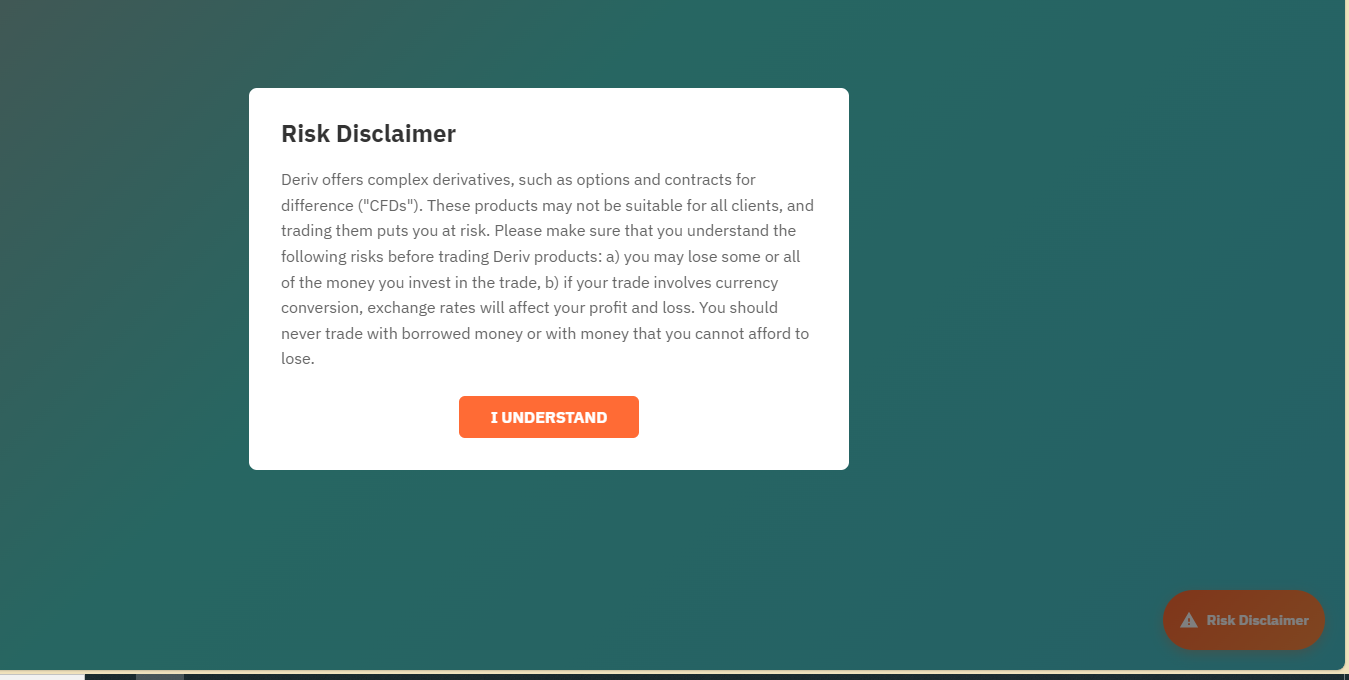 Risk Disclaimer
Deriv offers complex derivatives, such as options and contracts for
difference ("CFDs"). These products may not be suitable for all clients, and
trading them puts you at risk. Please make sure that you understand the
following risks before trading Deriv products: a) you may lose some or all
of the money you invest in the trade, b) if your trade involves currency
conversion, exchange rates will affect your profit and loss. You should
never trade with borrowed money or with money that you cannot afford to
lose.
I UNDERSTAND
Risk Disclaimer